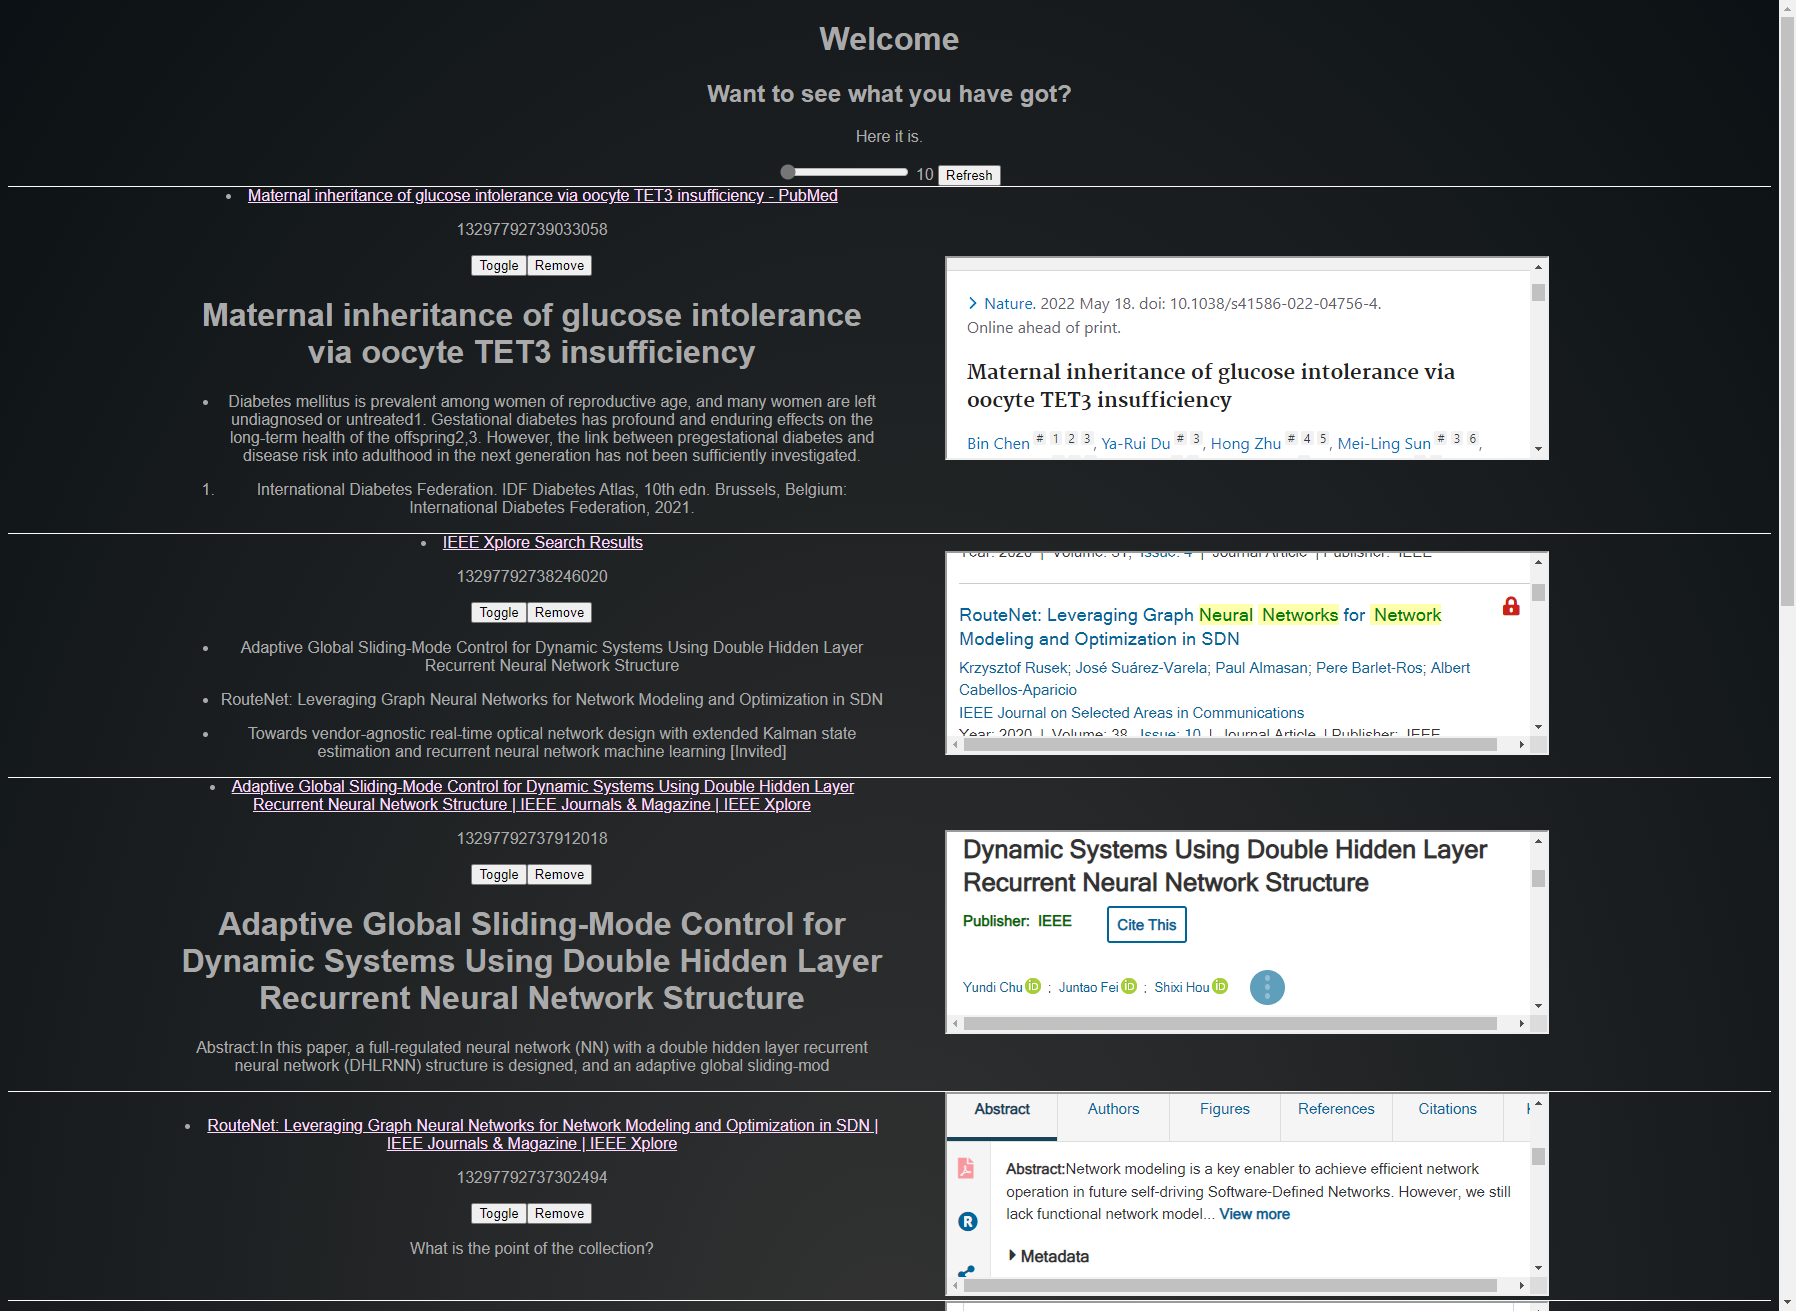 Welcome
Want to see what you have got?
Here it is.
10 Refresh
Maternal inheritance of glucose intolerance via oocyte TET3 insufficiency - PubMed
13297792739033058
Toggle Remove
Maternal inheritance of glucose intolerance
via oocyte TET3 insufficiency
Diabetes mellitus is prevalent among women of reproductive age, and many women are left
undiagnosed or untreated1. Gestational diabetes has profound and enduring effects on the
long-term health of the offspring2,3. However, the link between pregestational diabetes and
disease risk into adulthood in the next generation has not been sufficiently investigated.
1. International Diabetes Federation. IDF Diabetes Atlas, 10th edn. Brussels, Belgium:
International Diabetes Federation, 2021.
Nature. 2022 May 18. doi: 10.1038/s41586-022-04756-4.
Online ahead of print.
Maternal inheritance of glucose intolerance via
oocyte TET3 insufficiency
Bin Chen # 1 2 3, Ya-Rui Du # 3, Hong Zhu # 4 5, Mei-Ling Sun # 3 6,
IEEE Xplore Search Results
13297792738246020
Toggle Remove
Adaptive Global Sliding-Mode Control for Dynamic Systems Using Double Hidden Layer
Recurrent Neural Network Structure
RouteNet: Leveraging Graph Neural Networks for Network Modeling and Optimization in SDN
Towards vendor-agnostic real-time optical network design with extended Kalman state
estimation and recurrent neural network machine learning [Invited]
Year: 2020 | Volume: 31, Issue: 4 | Journal Article | Publisher: IEEE
RouteNet: Leveraging Graph Neural Networks for Network
Modeling and Optimization in SDN
Krzysztof Rusek; José Suárez-Varela; Paul Almasan; Pere Barlet-Ros; Albert
Cabellos-Aparicio
IEEE Journal on Selected Areas in Communications
Year: 2020 | Volume: 38, Issue: 10 | Journal Article | Publisher: IEEE
Adaptive Global Sliding-Mode Control for Dynamic Systems Using Double Hidden Layer
Recurrent Neural Network Structure | IEEE Journals & Magazine | IEEE Xplore
13297792737912018
Toggle Remove
Adaptive Global Sliding-Mode Control for
Dynamic Systems Using Double Hidden Layer
Recurrent Neural Network Structure
Abstract:In this paper, a full-regulated neural network (NN) with a double hidden layer recurrent
neural network (DHLRNN) structure is designed, and an adaptive global sliding-mod
Dynamic Systems Using Double Hidden Layer
Recurrent Neural Network Structure
Publisher: IEEE Cite This
Yundi Chu iD ; Juntao Fei iD ; Shixi Hou iD
RouteNet: Leveraging Graph Neural Networks for Network Modeling and Optimization in SDN |
IEEE Journals & Magazine | IEEE Xplore
13297792737302494
Toggle Remove
What is the point of the collection?
Abstract Authors Figures References Citations
Abstract:Network modeling is a key enabler to achieve efficient network
operation in future self-driving Software-Defined Networks. However, we still
lack functional network model... View more
R
Metadata